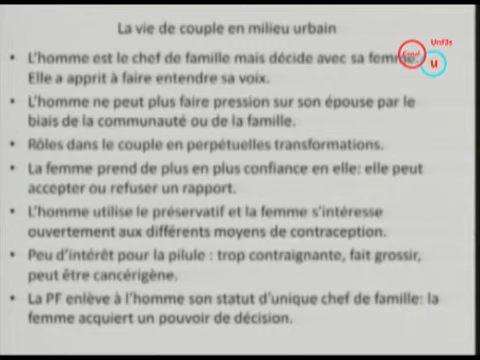 La vie de couple en milieu urbain
Unf3s
Canal
u
• L'homme est le chef de famille mais décide avec sa femme.
Elle a apprit à faire entendre sa voix.
• L'homme ne peut plus faire pression sur son épouse par le
biais de la communauté ou de la famille.
• Rôles dans le couple en perpétuelles transformations.
• La femme prend de plus en plus confiance en elle: elle peut
accepter ou refuser un rapport.
• L'homme utilise le préservatif et la femme s'intéresse
ouvertement aux différents moyens de contraception.
• Peu d'intérêt pour la pilule : trop contraignante, fait grossir,
peut être cancérigène.
• La PF enlève à l'homme son statut d'unique chef de famille: la
femme acquiert un pouvoir de décision.